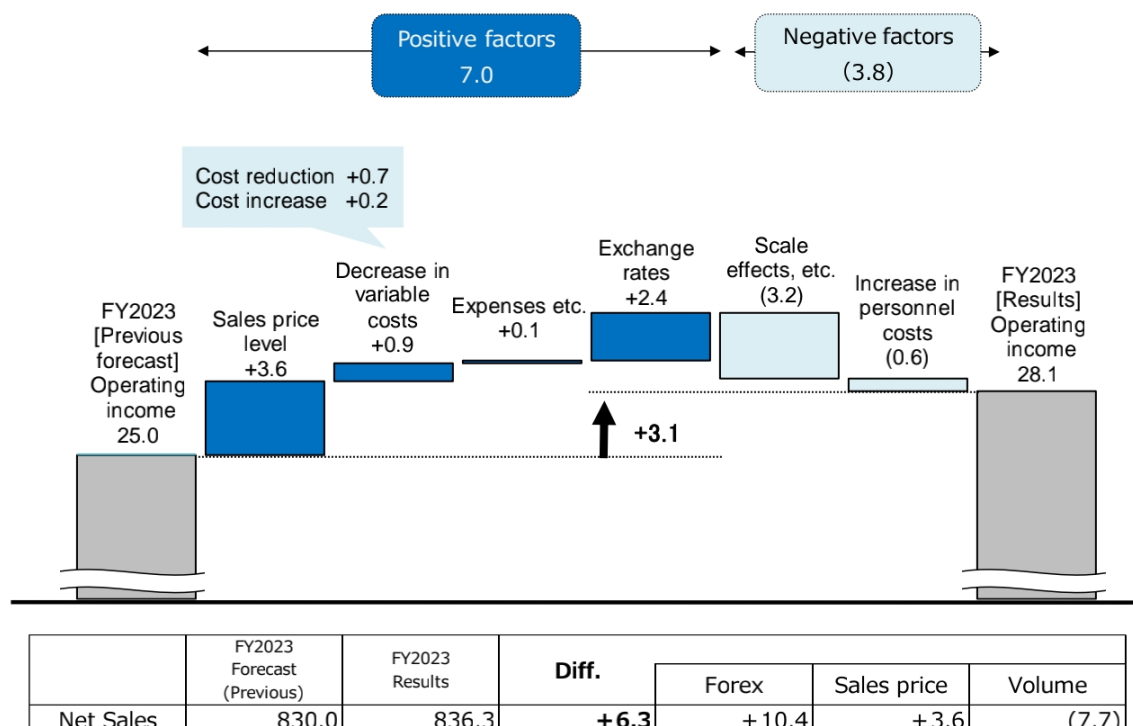 Positive factors
7.0
Negative factors
(3.8)
Cost reduction +0.7
Cost increase +0.2
FY2023
[Previous
forecast]
Operating
income
25.0
Sales price
level
+3.6
Decrease in
variable
costs
+0.9
Expenses etc.
+0.1
Exchange
rates
+2.4
Scale
effects, etc.
(3.2)
Increase in
personnel
costs
(0.6)
FY2023
[Results]
Operating
income
28.1
+3.1
FY2023
Forecast
(Previous)
FY2023
Results
Diff.
Forex
Sales price
Volume
Net Sales 830.0 836.3 +6.3 +10.4 +3.6 (7.7)